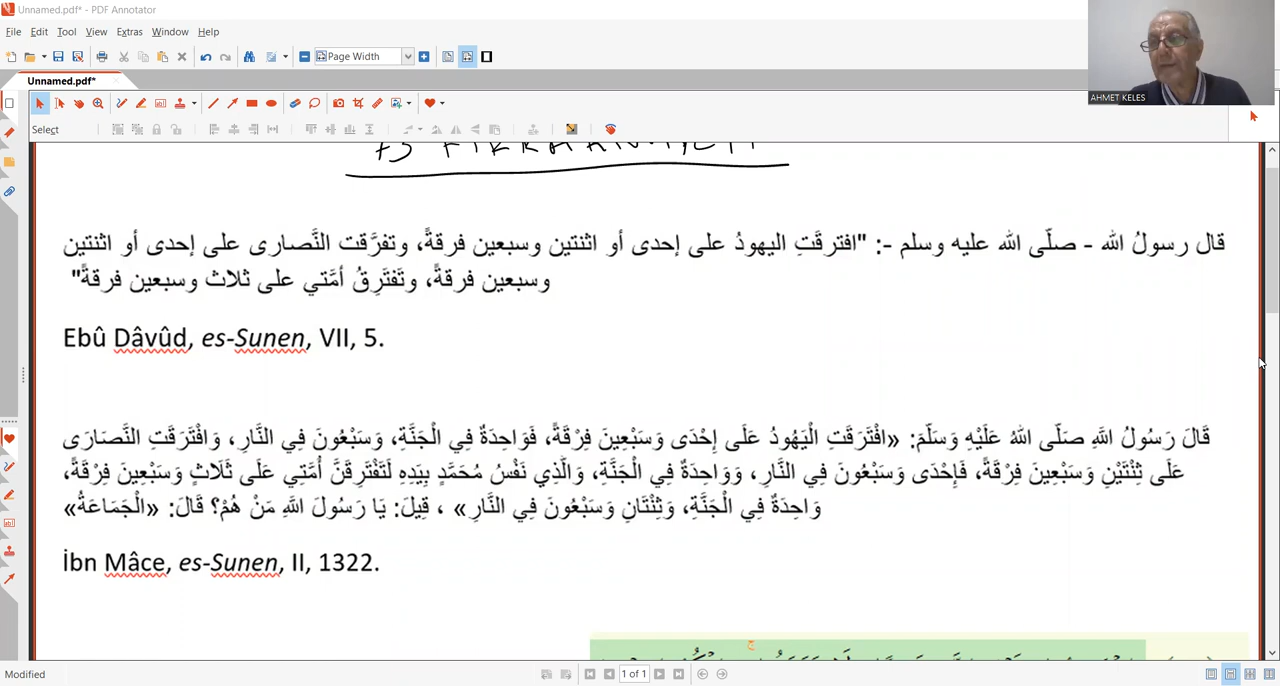 Unnamed.pdf* - PDF Annotator
File Edit Tool View Extras Window Help
Page Width
Unnamed.pdf*
AHMET KELES
Select
قال رسولُ الله - صلَّى الله عليه وسلم -: "افترقَتِ اليهودُ على إحدى أو اثنتين وسبعين فرقةً، وتفرَّقت النَّصارى على إحدى أو اثنتين
وسبعين فرقةً، وتَفتَرِقُ أمَّتي على ثلاث وسبعين فرقةً"
Ebû Dâvûd, es-Sunen, VII, 5.
قَالَ رَسُولُ اللَّهِ صَلَّى اللهُ عَلَيْهِ وَسَلَّمَ: «افْتَرَقَتِ الْيَهُودُ عَلَى إِحْدَى وَسَبْعِينَ فِرْقَةً، فَوَاحِدَةٌ فِي الْجَنَّةِ، وَسَبْعُونَ فِي النَّارِ، وَافْتَرَقَتِ النَّصَارَى
عَلَى ثِنْتَيْنِ وَسَبْعِينَ فِرْقَةً، فَإِحْدَى وَسَبْعُونَ فِي النَّارِ، وَوَاحِدَةٌ فِي الْجَنَّةِ، وَالَّذِي نَفْسُ مُحَمَّدٍ بِيَدِهِ لَتَفْتَرِقَنَّ أُمَّتِي عَلَى ثَلَاثٍ وَسَبْعِينَ فِرْقَةً،
وَاحِدَةٌ فِي الْجَنَّةِ، وَثِنْتَانِ وَسَبْعُونَ فِي النَّارِ» ، قِيلَ: يَا رَسُولَ اللَّهِ مَنْ هُمْ؟ قَالَ: «الْجَمَاعَةُ»
İbn Mâce, es-Sunen, II, 1322.
Modified
1 of 1